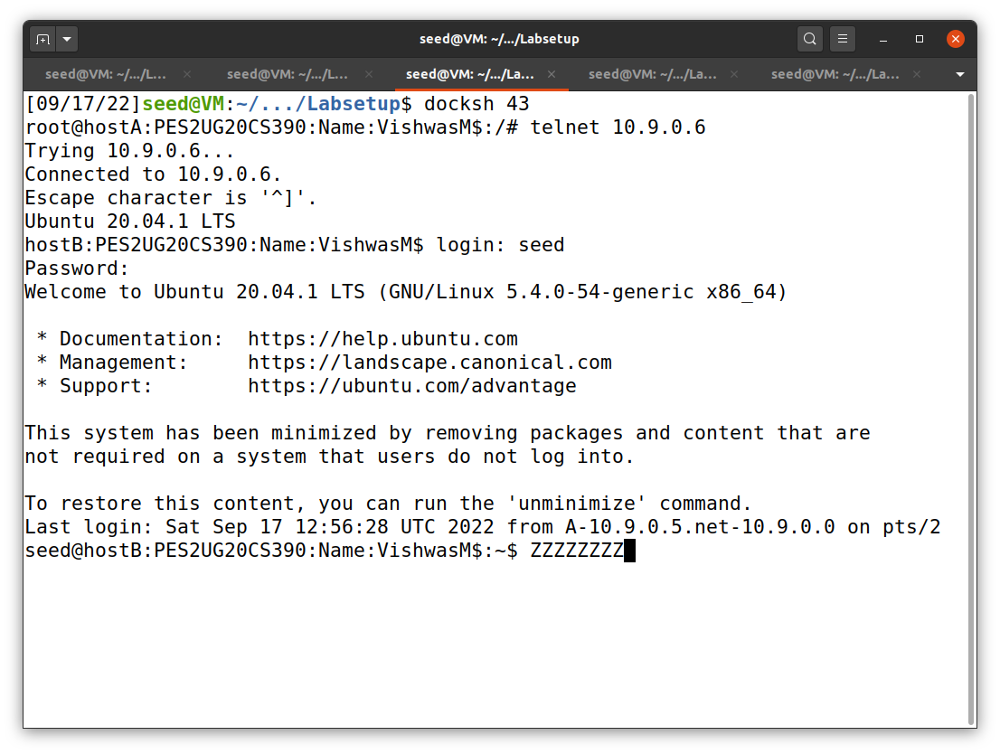 seed@VM: ~/.../Labsetup
seed@VM: ~/.../L... seed@VM: ~/.../L... seed@VM: ~/.../La... seed@VM: ~/.../La... seed@VM: ~/.../La...
[09/17/22]seed@VM:~/.../Labsetup$ docksh 43
root@hostA:PES2UG20CS390:Name:VishwasM$:/# telnet 10.9.0.6
Trying 10.9.0.6...
Connected to 10.9.0.6.
Escape character is '^]'.
Ubuntu 20.04.1 LTS
hostB:PES2UG20CS390:Name:VishwasM$ login: seed
Password:
Welcome to Ubuntu 20.04.1 LTS (GNU/Linux 5.4.0-54-generic x86_64)
* Documentation:  https://help.ubuntu.com
* Management:     https://landscape.canonical.com
* Support:        https://ubuntu.com/advantage
This system has been minimized by removing packages and content that are
not required on a system that users do not log into.
To restore this content, you can run the 'unminimize' command.
Last login: Sat Sep 17 12:56:28 UTC 2022 from A-10.9.0.5.net-10.9.0.0 on pts/2
seed@hostB:PES2UG20CS390:Name:VishwasM$:~$ ZZZZZZZZ